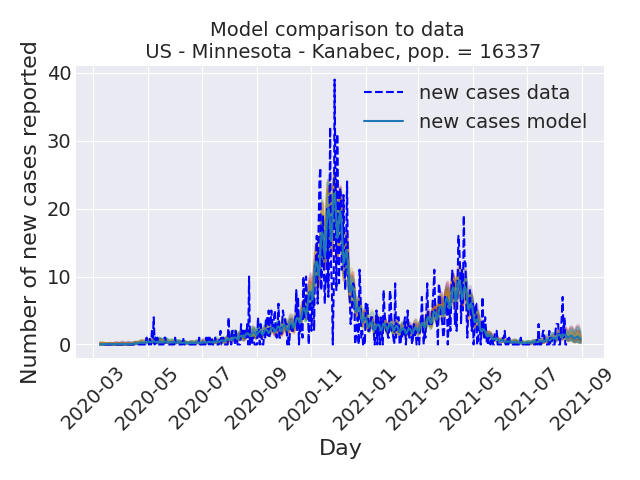 Model comparison to data
US - Minnesota - Kanabec, pop. = 16337
Number of new cases reported
40
30
20
10
0
new cases data
new cases model
2020-03
2020-05
2020-07
2020-09
2020-11
2021-01
2021-03
2021-05
2021-07
2021-09
Day